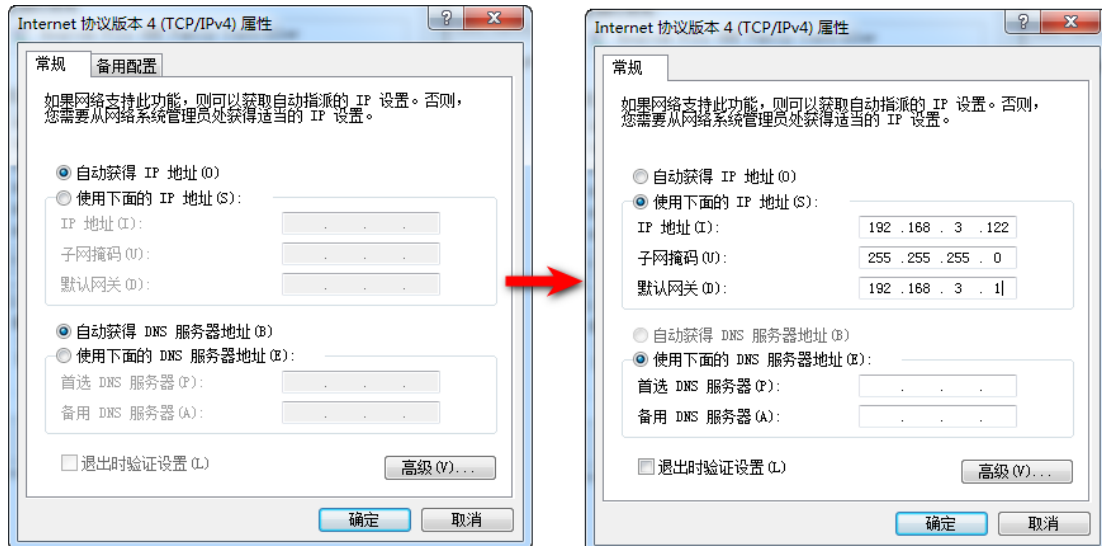 Internet 协议版本 4 (TCP/IPv4) 属性
常规
备用配置
如果网络支持此功能，则可以获取自动指派的 IP 设置。否则，
您需要从网络系统管理员处获得适当的 IP 设置。
自动获得 IP 地址(O)
使用下面的 IP 地址(S):
IP 地址(I):
子网掩码(U):
默认网关(D):
自动获得 DNS 服务器地址(B)
使用下面的 DNS 服务器地址(E):
首选 DNS 服务器(P):
备用 DNS 服务器(A):
退出时验证设置(L)
高级(V)...
确定
取消
Internet 协议版本 4 (TCP/IPv4) 属性
常规
如果网络支持此功能，则可以获取自动指派的 IP 设置。否则，
您需要从网络系统管理员处获得适当的 IP 设置。
自动获得 IP 地址(O)
使用下面的 IP 地址(S):
IP 地址(I): 192 .168 . 3 .122
子网掩码(U): 255 .255 .255 . 0
默认网关(D): 192 .168 . 3 . 1
自动获得 DNS 服务器地址(B)
使用下面的 DNS 服务器地址(E):
首选 DNS 服务器(P):
备用 DNS 服务器(A):
退出时验证设置(L)
高级(V)...
确定
取消